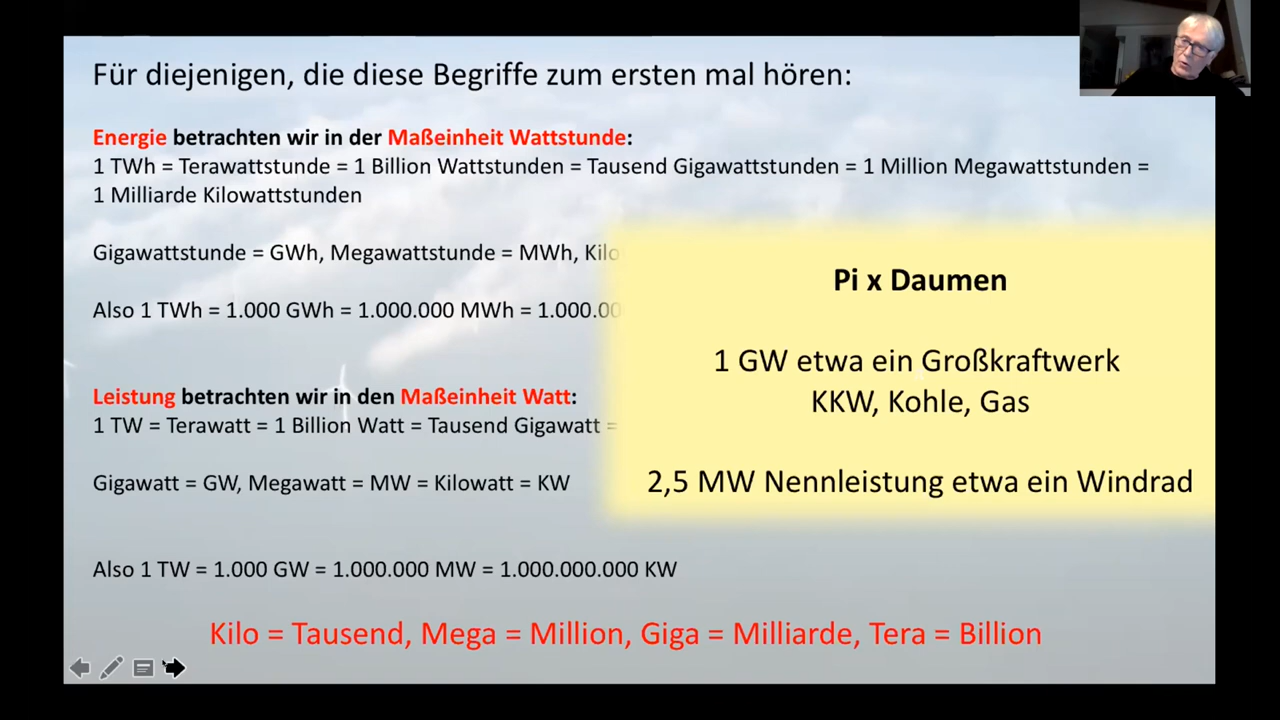 Für diejenigen, die diese Begriffe zum ersten mal hören:
Energie betrachten wir in der Maßeinheit Wattstunde:
1 TWh = Terawattstunde = 1 Billion Wattstunden = Tausend Gigawattstunden = 1 Million Megawattstunden =
1 Milliarde Kilowattstunden
Gigawattstunde = GWh, Megawattstunde = MWh, Kilo
Also 1 TWh = 1.000 GWh = 1.000.000 MWh = 1.000.00
Leistung betrachten wir in den Maßeinheit Watt:
1 TW = Terawatt = 1 Billion Watt = Tausend Gigawatt =
Gigawatt = GW, Megawatt = MW = Kilowatt = KW
Also 1 TW = 1.000 GW = 1.000.000 MW = 1.000.000.000 KW
Kilo = Tausend, Mega = Million, Giga = Milliarde, Tera = Billion
Pi x Daumen
1 GW etwa ein Großkraftwerk
KKW, Kohle, Gas
2,5 MW Nennleistung etwa ein Windrad